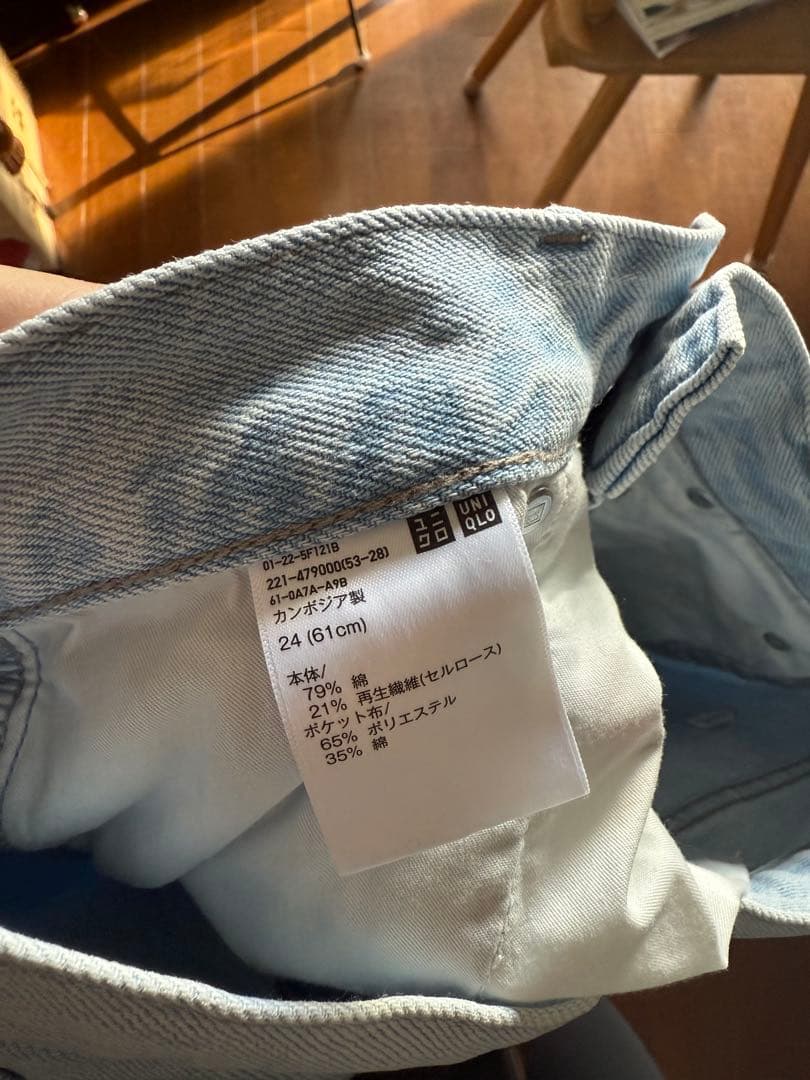 ユニクロ
UNIQLO
01-22-5F121B
221-479000(53-28)
61-0A7A-A9B
カンボジア製
24 (61cm)
本体/
79% 綿
21% 再生繊維(セルロース)
ポケット布/
65% ポリエステル
35% 綿